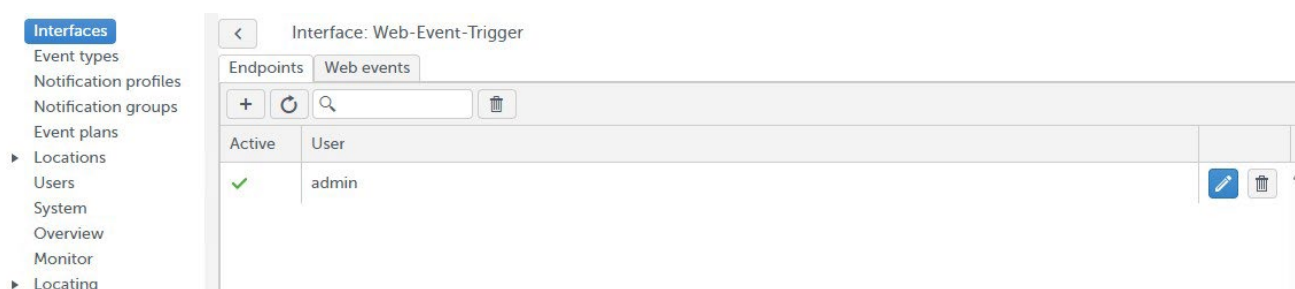 Interfaces
Event types
Notification profiles
Notification groups
Event plans
Locations
Users
System
Overview
Monitor
Locating
Interface: Web-Event-Trigger
Endpoints Web events
Active User
admin